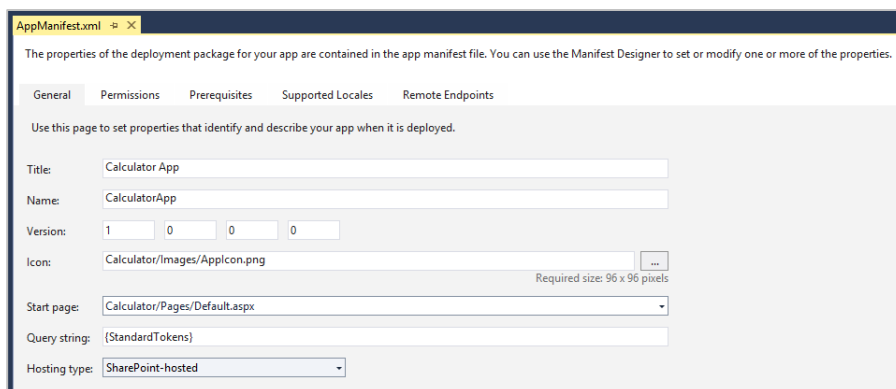 AppManifest.xml
The properties of the deployment package for your app are contained in the app manifest file. You can use the Manifest Designer to set or modify one or more of the properties.
General Permissions Prerequisites Supported Locales Remote Endpoints
Use this page to set properties that identify and describe your app when it is deployed.
Title: Calculator App
Name: CalculatorApp
Version: 1 0 0 0
Icon: Calculator/Images/AppIcon.png ...
Required size: 96 x 96 pixels
Start page: Calculator/Pages/Default.aspx
Query string: {StandardTokens}
Hosting type: SharePoint-hosted